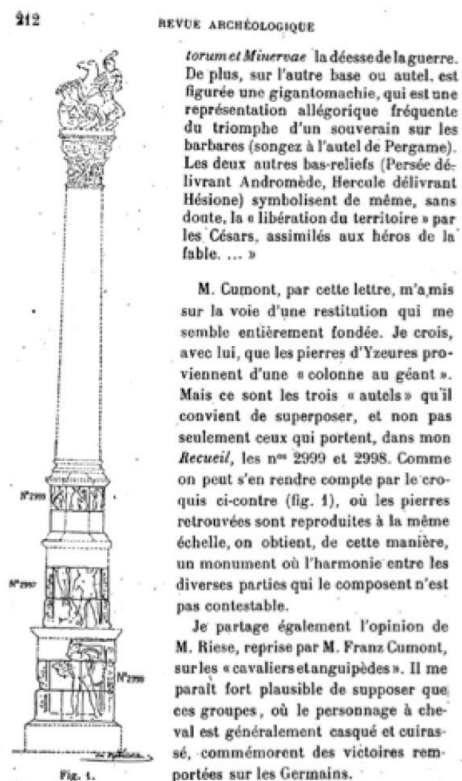 212
REVUE ARCHÉOLOGIQUE
torum et Minervae la déesse de la guerre.
De plus, sur l'autre base ou autel, est
figurée une gigantomachie, qui est une
représentation allégorique fréquente
du triomphe d'un souverain sur les
barbares (songez à l'autel de Pergame).
Les deux autres bas-reliefs (Persée dé-
livrant Andromède, Hercule délivrant
Hésione) symbolisent de même, sans
doute, la « libération du territoire » par
les Césars, assimilés aux héros de la
fable. ... »
M. Cumont, par cette lettre, m'a mis
sur la voie d'une restitution qui me
semble entièrement fondée. Je crois,
avec lui, que les pierres d'Yzeures pro-
viennent d'une « colonne au géant ».
Mais ce sont les trois « autels » qu'il
convient de superposer, et non pas
seulement ceux qui portent, dans mon
Recueil, les nos 2999 et 2998. Comme
on peut s'en rendre compte par le cro-
quis ci-contre (fig. 1), où les pierres
retrouvées sont reproduites à la même
échelle, on obtient, de cette manière,
un monument où l'harmonie entre les
diverses parties qui le composent n'est
pas contestable.
Je partage également l'opinion de
M. Riese, reprise par M. Franz Cumont,
sur les « cavaliers et anguipèdes ». Il me
paraît fort plausible de supposer que
ces groupes, où le personnage à che-
val est généralement casqué et cuiras-
sé, commémorent des victoires rem-
portées sur les Germains.
N° 2997
Fig. 1.